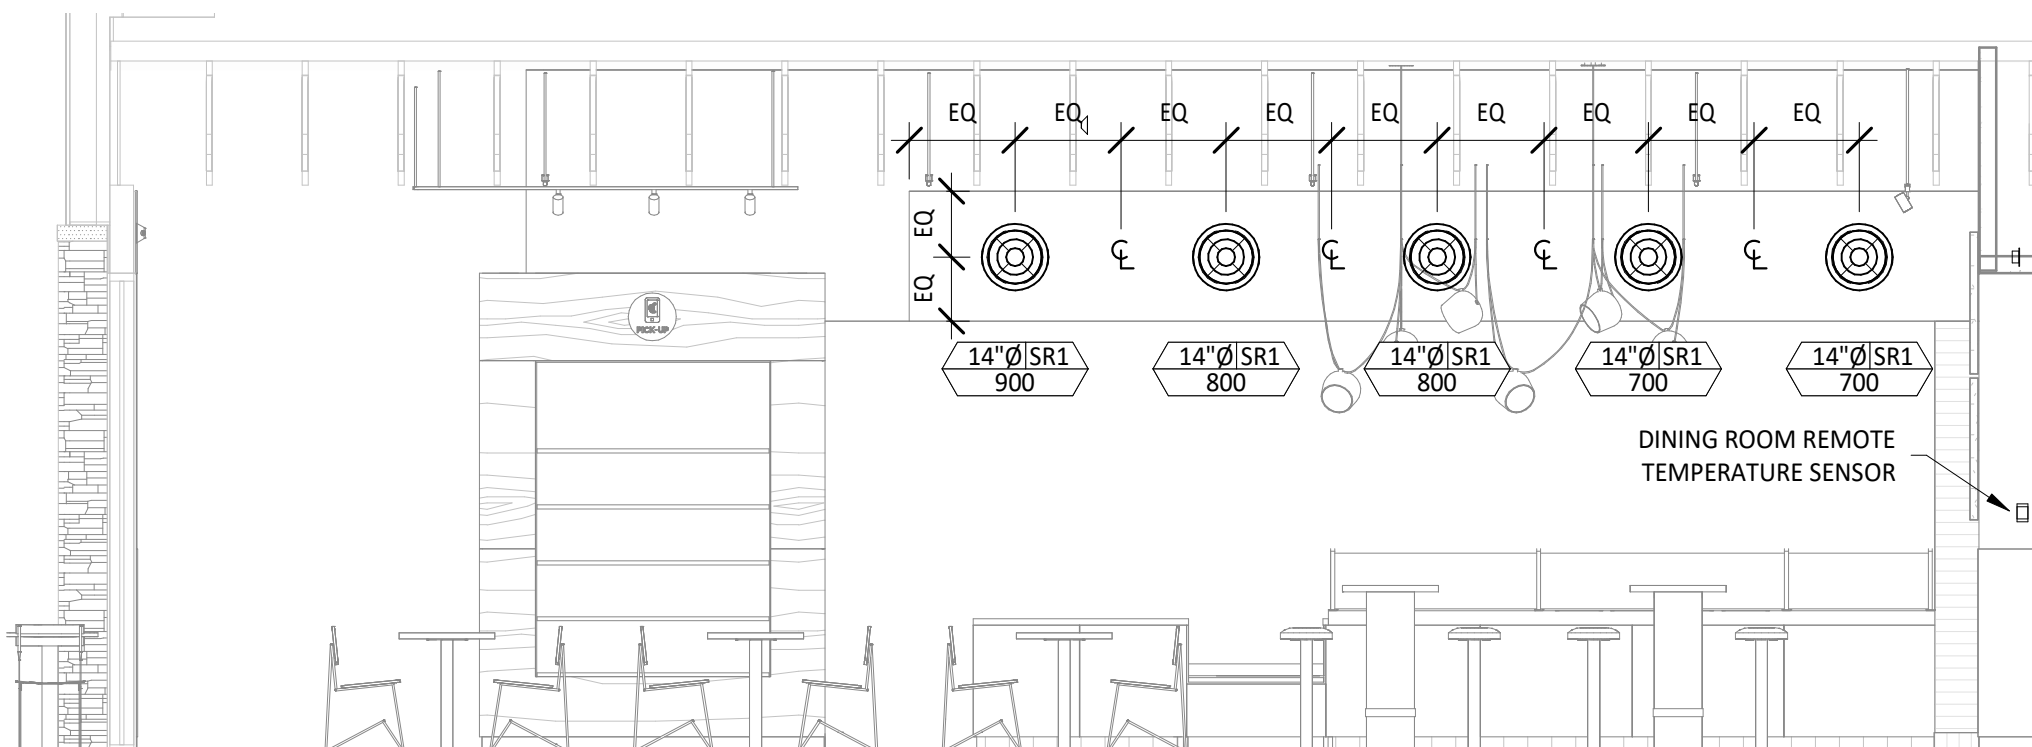 EQ EQ EQ EQ EQ EQ EQ EQ EQ
EQ
℄ ℄ ℄ ℄
EQ
PICK-UP
14"Ø SR1
900
14"Ø SR1
800
14"Ø SR1
800
14"Ø SR1
700
14"Ø SR1
700
DINING ROOM REMOTE
TEMPERATURE SENSOR